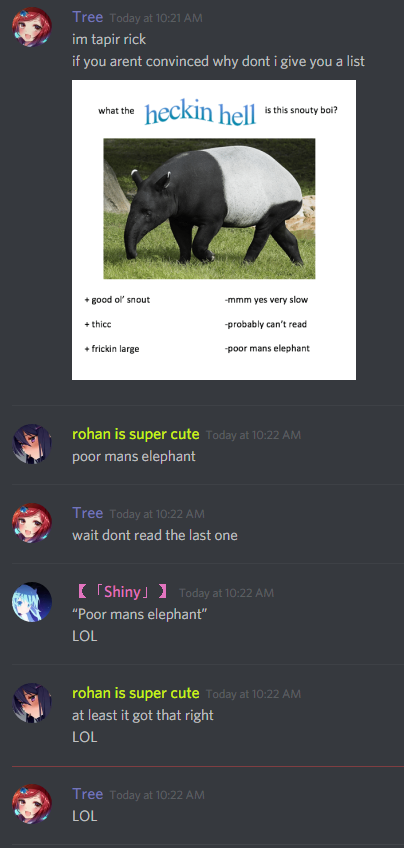 Tree Today at 10:21 AM
im tapir rick
if you arent convinced why dont i give you a list
what the heckin hell is this snouty boi?
+ good ol’ snout -mmm yes very slow
+ thicc -probably can’t read
+ frickin large -poor mans elephant
rohan is super cute Today at 10:22 AM
poor mans elephant
Tree Today at 10:22 AM
wait dont read the last one
【「Shiny」】 Today at 10:22 AM
“Poor mans elephant”
LOL
rohan is super cute Today at 10:22 AM
at least it got that right
LOL
Tree Today at 10:22 AM
LOL